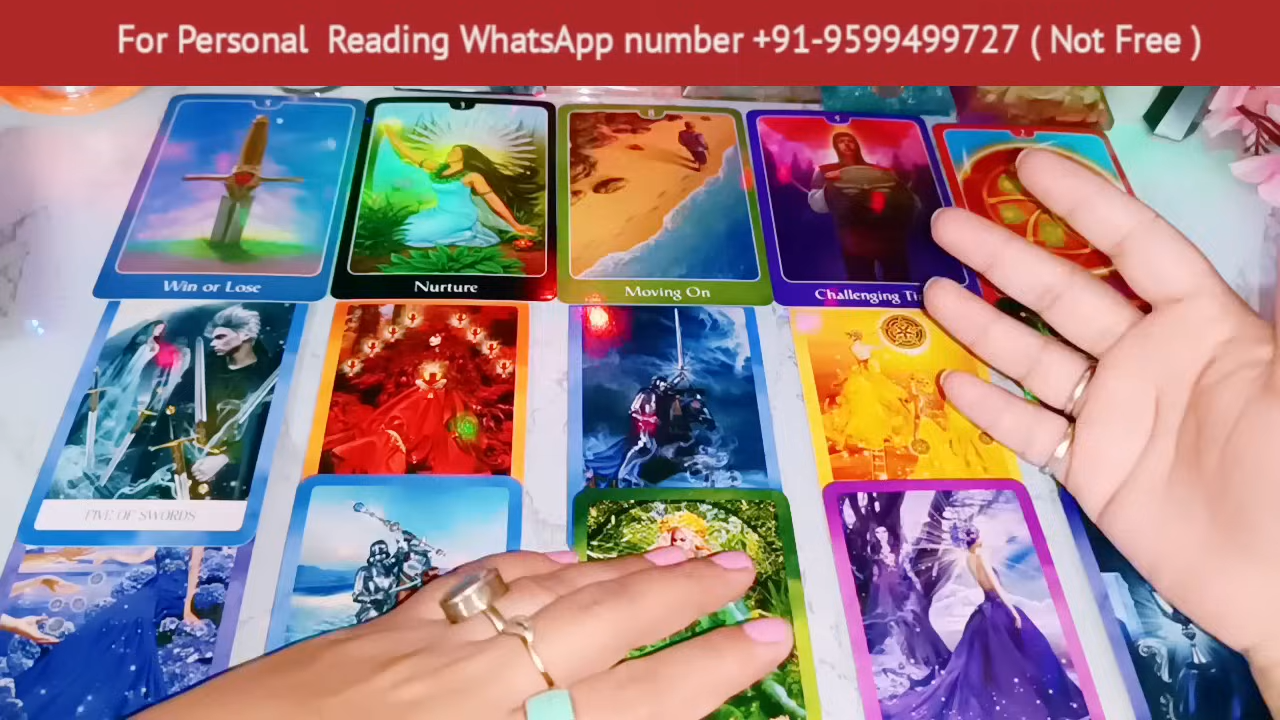 For Personal Reading WhatsApp number +91-9599499727 ( Not Free )
Win or Lose
Nurture
Moving On
Challenging
FIVE OF SWORDS